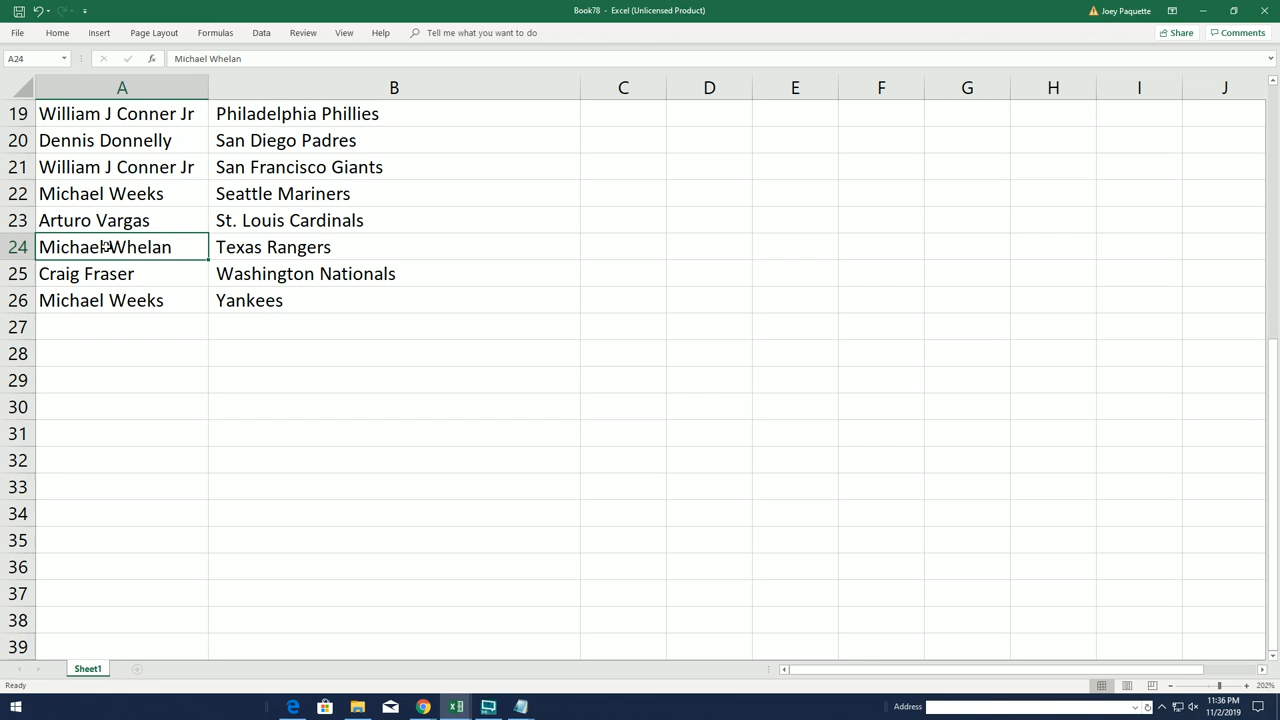 Book78 - Excel (Unlicensed Product)
Joey Paquette
File Home Insert Page Layout Formulas Data Review View Help Tell me what you want to do
Share Comments
A24 fx Michael Whelan
A B C D E F G H I J
19 William J Conner Jr Philadelphia Phillies
20 Dennis Donnelly San Diego Padres
21 William J Conner Jr San Francisco Giants
22 Michael Weeks Seattle Mariners
23 Arturo Vargas St. Louis Cardinals
24 Michael Whelan Texas Rangers
25 Craig Fraser Washington Nationals
26 Michael Weeks Yankees
27
28
29
30
31
32
33
34
35
36
37
38
39
Sheet1
Ready 202%
Address
11:36 PM
11/2/2019